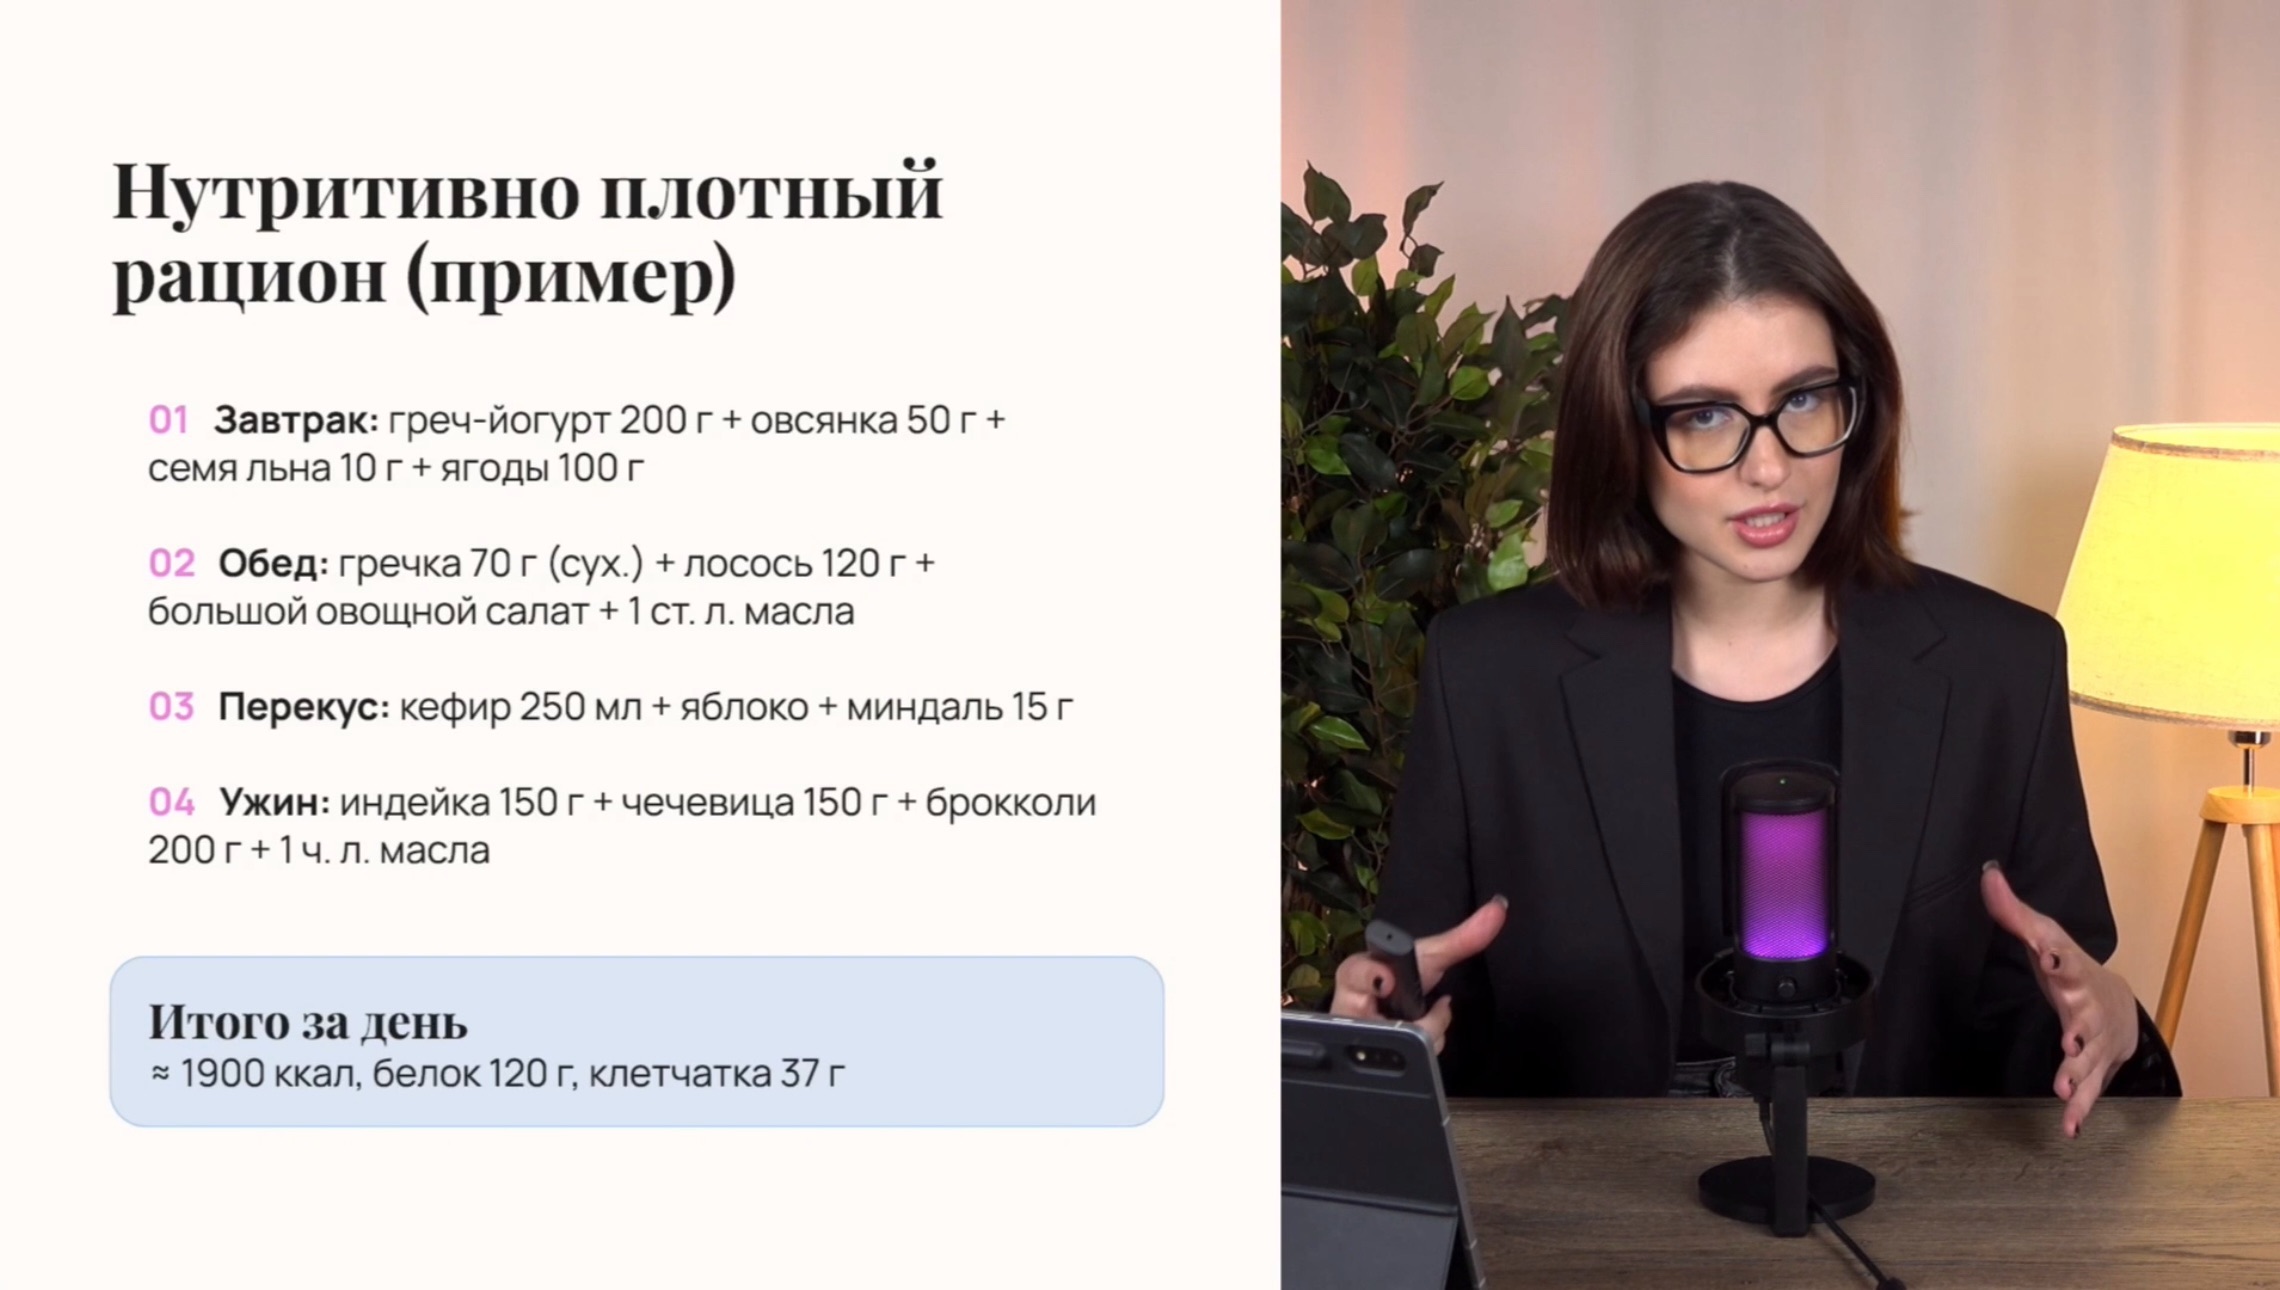 Нутритивно плотный
рацион (пример)
01 Завтрак: греч-йогурт 200 г + овсянка 50 г +
семя льна 10 г + ягоды 100 г
02 Обед: гречка 70 г (сух.) + лосось 120 г +
большой овощной салат + 1 ст. л. масла
03 Перекус: кефир 250 мл + яблоко + миндаль 15 г
04 Ужин: индейка 150 г + чечевица 150 г + брокколи
200 г + 1 ч. л. масла
Итого за день
≈ 1900 ккал, белок 120 г, клетчатка 37 г